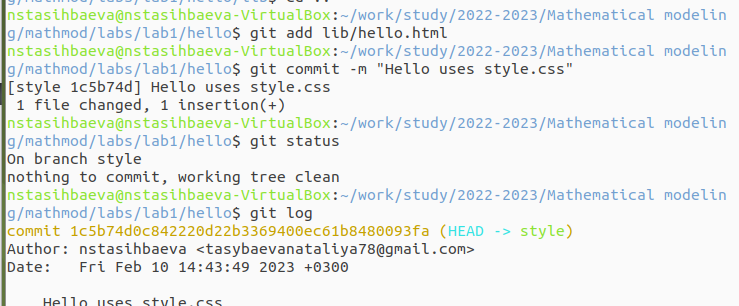 nstasihbaeva@nstasihbaeva-VirtualBox:~/work/study/2022-2023/Mathematical modelin
g/mathmod/labs/lab1/hello$ git add lib/hello.html
nstasihbaeva@nstasihbaeva-VirtualBox:~/work/study/2022-2023/Mathematical modelin
g/mathmod/labs/lab1/hello$ git commit -m "Hello uses style.css"
[style 1c5b74d] Hello uses style.css
 1 file changed, 1 insertion(+)
nstasihbaeva@nstasihbaeva-VirtualBox:~/work/study/2022-2023/Mathematical modelin
g/mathmod/labs/lab1/hello$ git status
On branch style
nothing to commit, working tree clean
nstasihbaeva@nstasihbaeva-VirtualBox:~/work/study/2022-2023/Mathematical modelin
g/mathmod/labs/lab1/hello$ git log
commit 1c5b74d0c842220d22b3369400ec61b8480093fa (HEAD -> style)
Author: nstasihbaeva <tasybaevanataliya78@gmail.com>
Date:   Fri Feb 10 14:43:49 2023 +0300
    Hello uses style.css